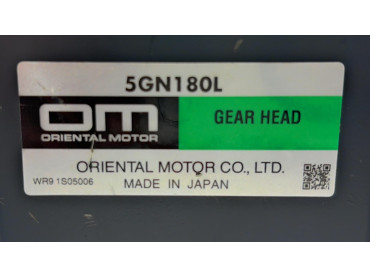 5GN180L
OM
ORIENTAL MOTOR
GEAR HEAD
ORIENTAL MOTOR CO., LTD.
WR9 1S05006
MADE IN JAPAN